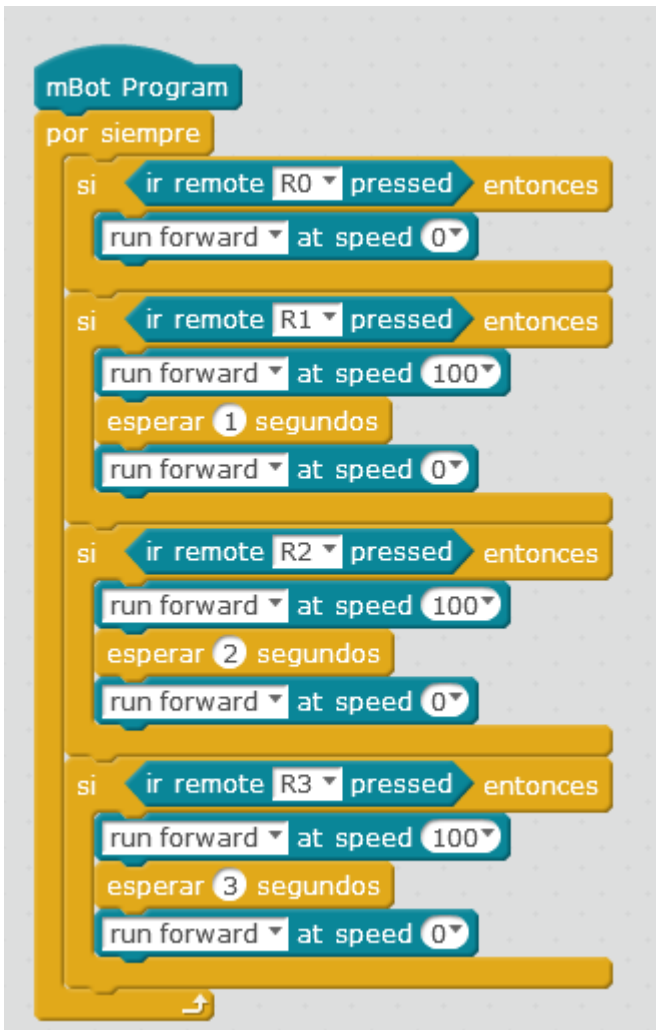 mBot Program
por siempre
si ir remote R0 pressed entonces
run forward at speed 0
si ir remote R1 pressed entonces
run forward at speed 100
esperar 1 segundos
run forward at speed 0
si ir remote R2 pressed entonces
run forward at speed 100
esperar 2 segundos
run forward at speed 0
si ir remote R3 pressed entonces
run forward at speed 100
esperar 3 segundos
run forward at speed 0